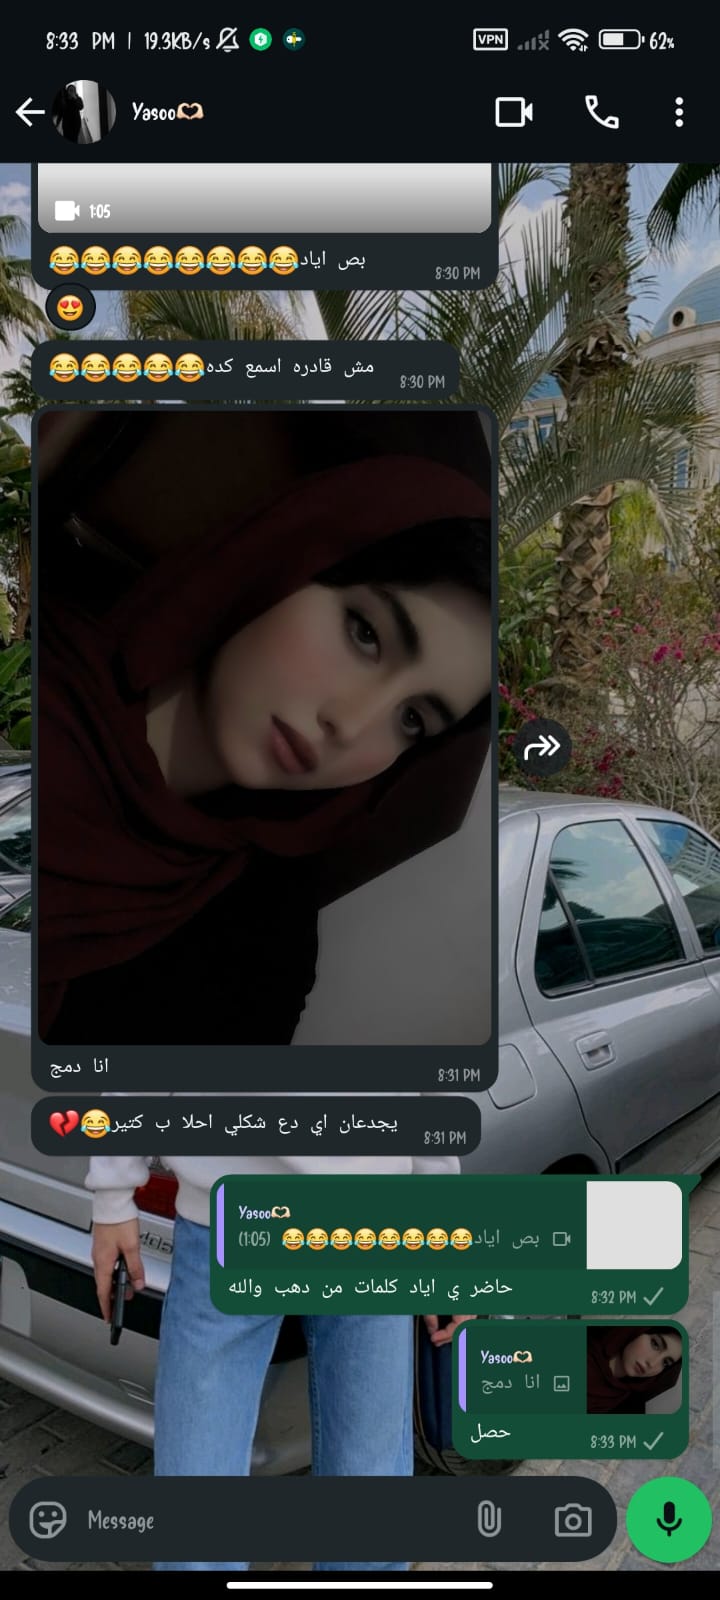 8:33 PM | 19.3KB/s VPN 62%
Yasoo🫶🏻
1:05
بص اياد😂😂😂😂😂😂😂😂
8:30 PM
😍
مش قادره اسمع كده😂😂😂😂😂
8:30 PM
انا دمج
8:31 PM
يجدعان اي دع شكلي احلا ب كتير😂💔
8:31 PM
Yasoo🫶🏻
بص اياد😂😂😂😂😂😂😂😂 (1:05)
حاضر ي اياد كلمات من دهب والله
8:32 PM
Yasoo🫶🏻
انا دمج
حصل
8:33 PM
Message